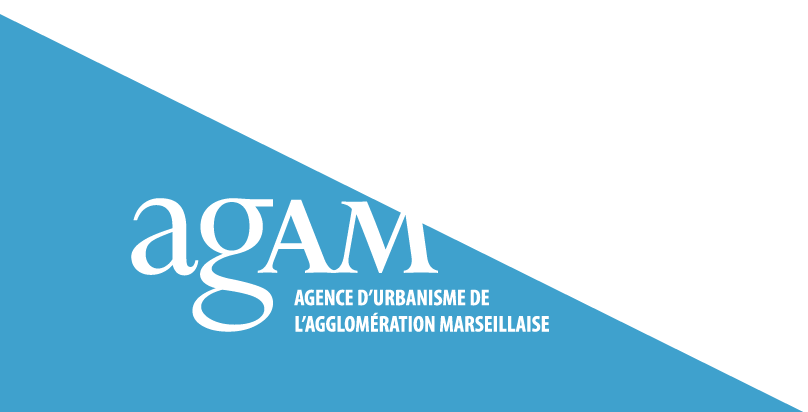 agAM
AGENCE D'URBANISME DE
L'AGGLOMÉRATION MARSEILLAISE